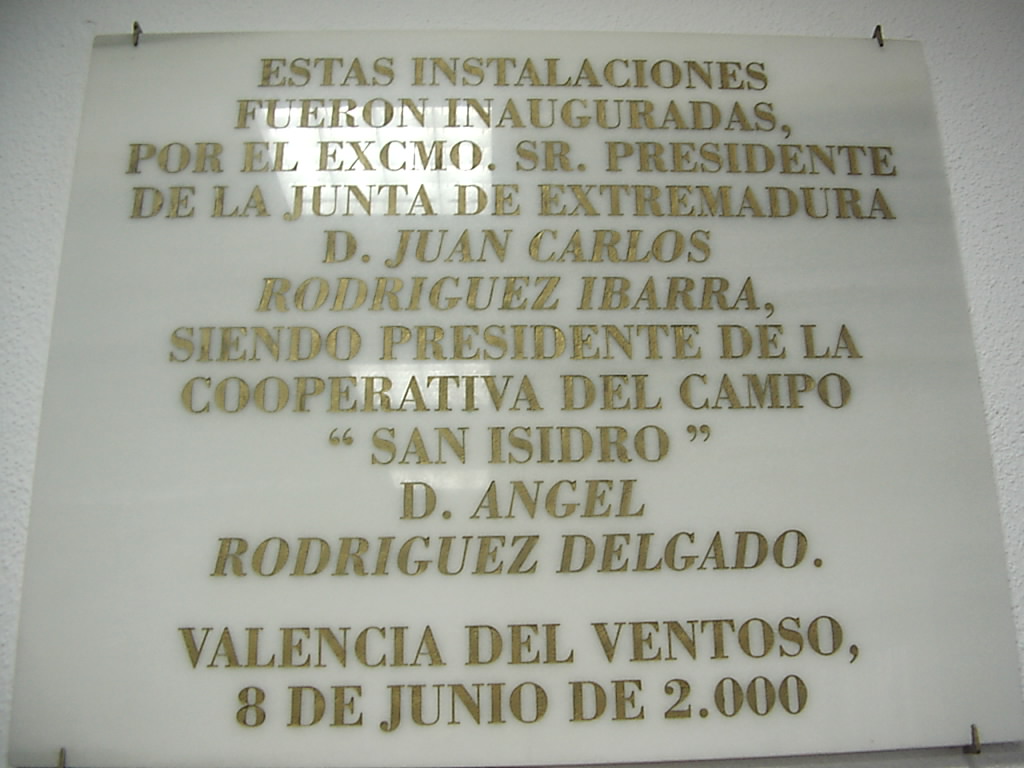 ESTAS INSTALACIONES
FUERON INAUGURADAS,
POR EL EXCMO. SR. PRESIDENTE
DE LA JUNTA DE EXTREMADURA
D. JUAN CARLOS
RODRIGUEZ IBARRA,
SIENDO PRESIDENTE DE LA
COOPERATIVA DEL CAMPO
“ SAN ISIDRO ”
D. ANGEL
RODRIGUEZ DELGADO.
VALENCIA DEL VENTOSO,
8 DE JUNIO DE 2.000